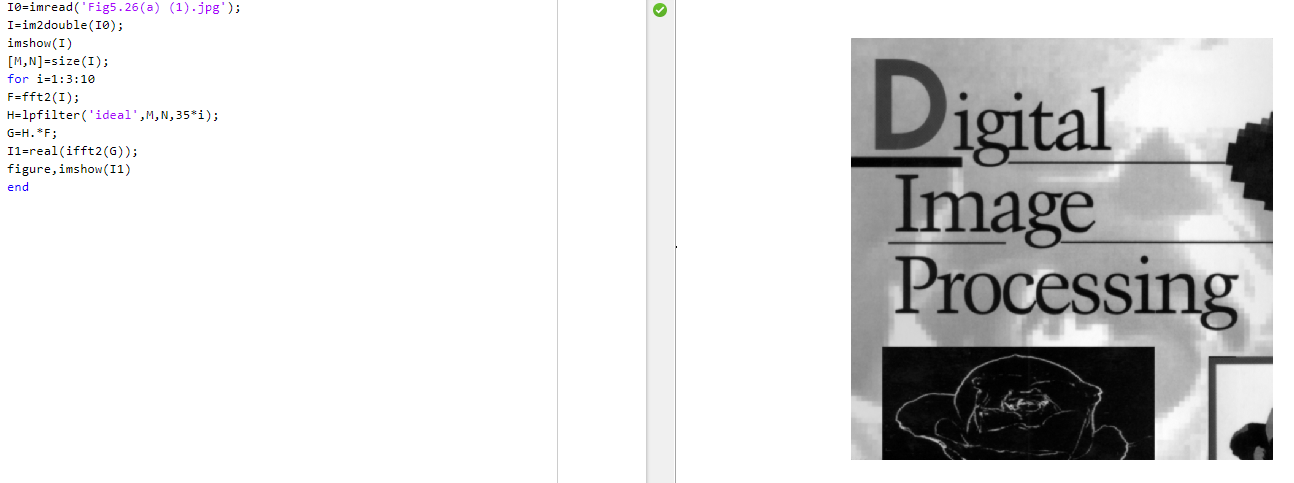 I0=imread('Fig5.26(a) (1).jpg');
I=im2double(I0);
imshow(I)
[M,N]=size(I);
for i=1:3:10
F=fft2(I);
H=lpfilter('ideal',M,N,35*i);
G=H.*F;
I1=real(ifft2(G));
figure,imshow(I1)
end
Digital
Image
Processing